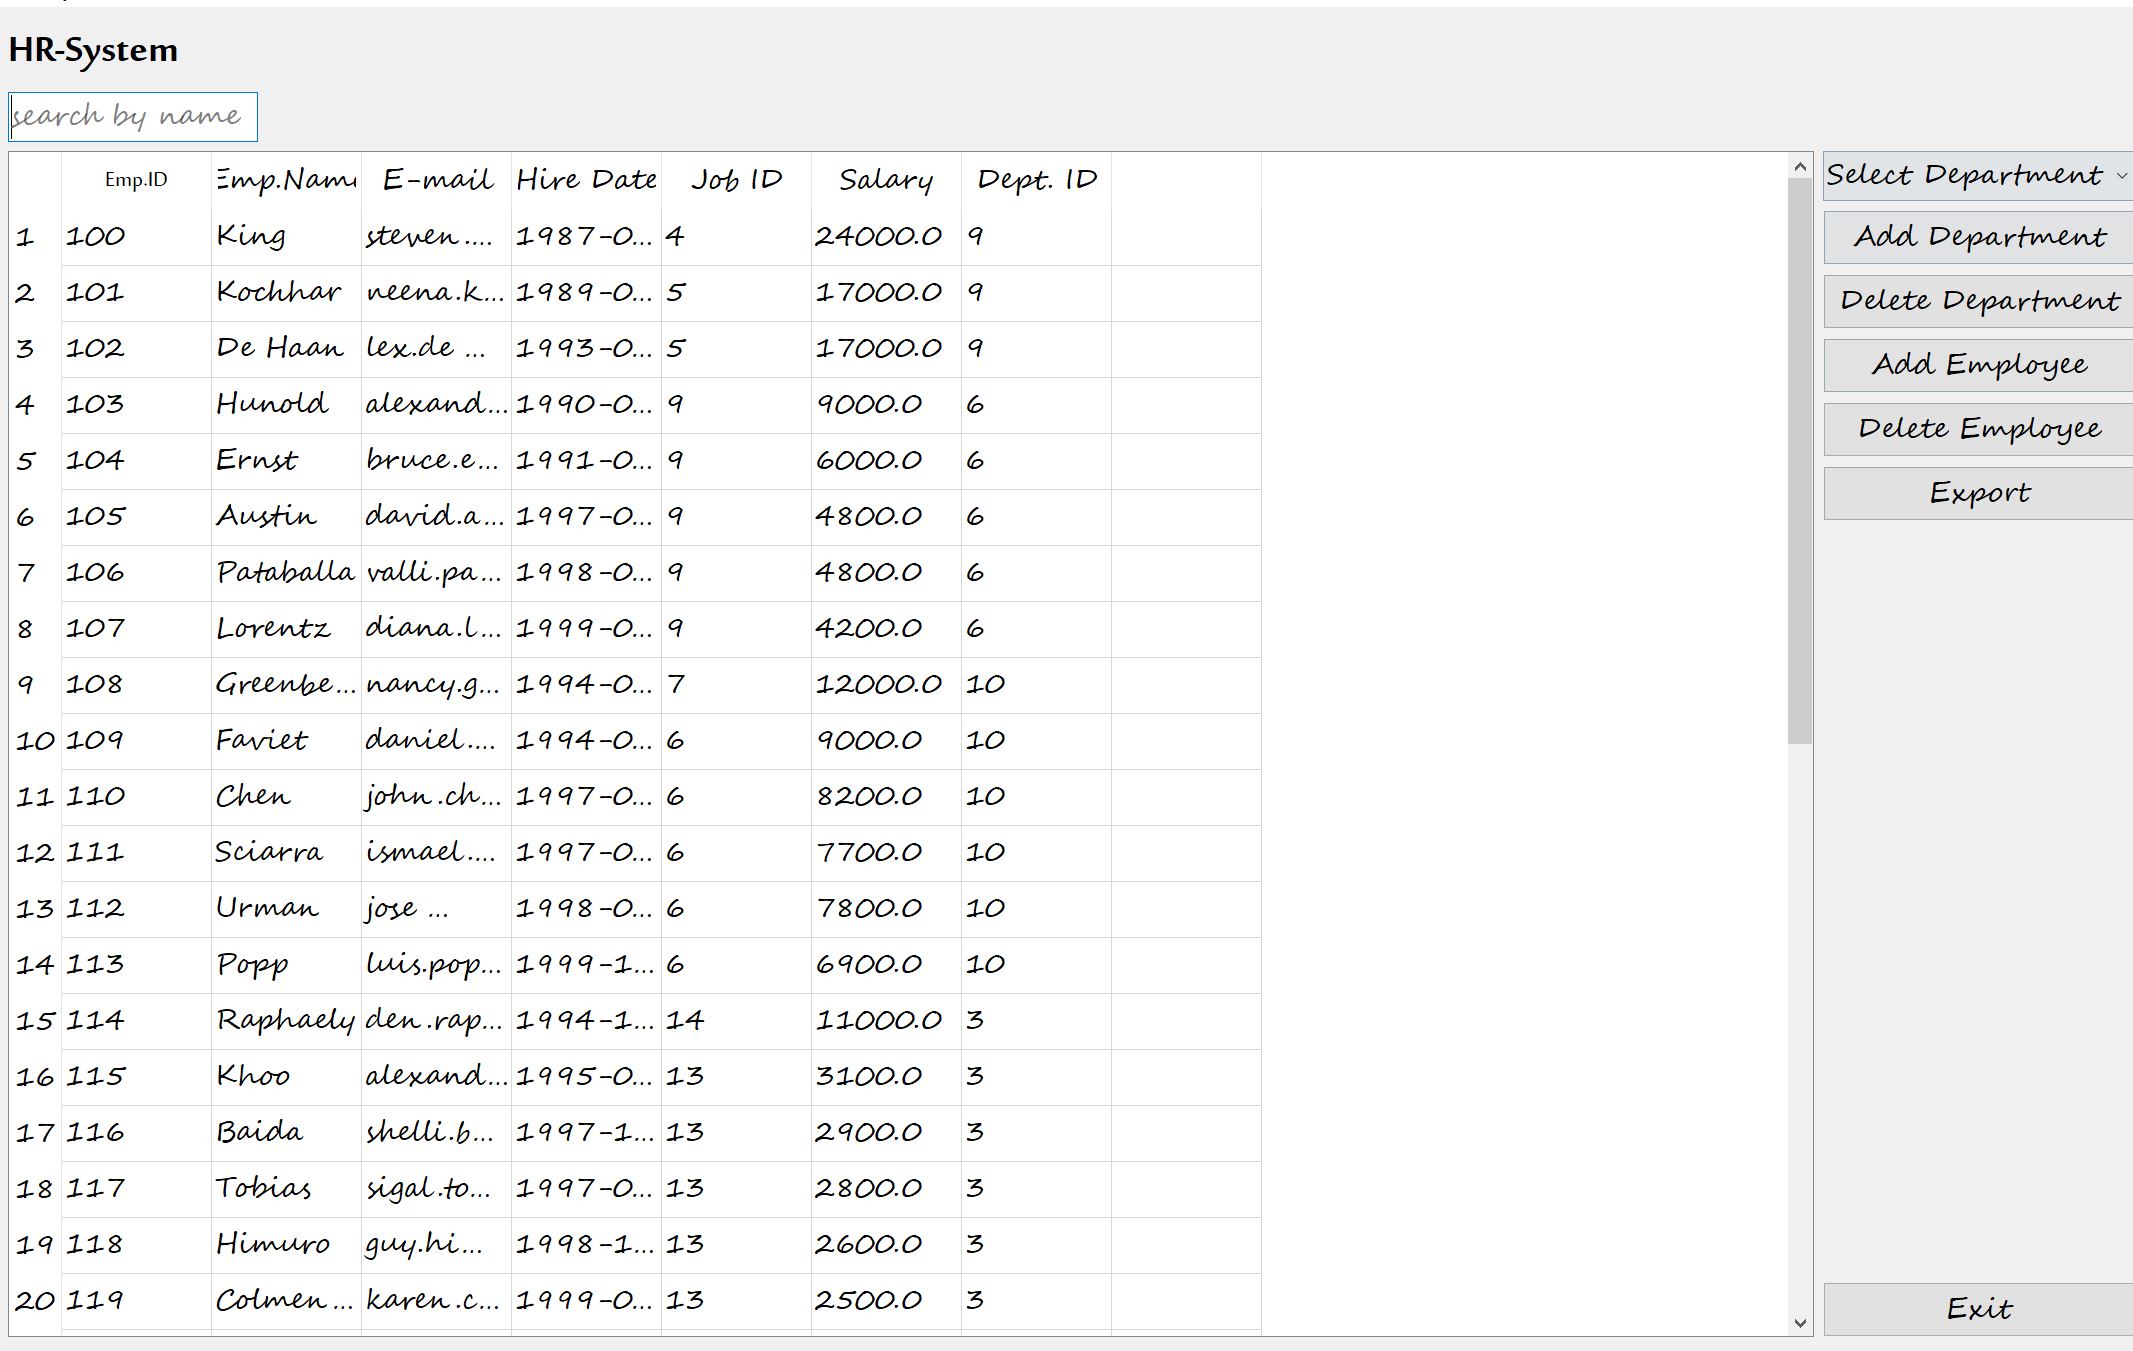 HR-System
search by name
Emp.ID Emp.Name E-mail Hire Date Job ID Salary Dept. ID
Select Department
1 100 King steven.... 1987-0... 4 24000.0 9
Add Department
2 101 Kochhar neena.k... 1989-0... 5 17000.0 9
Delete Department
3 102 De Haan lex.de ... 1993-0... 5 17000.0 9
Add Employee
4 103 Hunold alexand... 1990-0... 9 9000.0 6
Delete Employee
5 104 Ernst bruce.e... 1991-0... 9 6000.0 6
Export
6 105 Austin david.a... 1997-0... 9 4800.0 6
7 106 Pataballa valli.pa... 1998-0... 9 4800.0 6
8 107 Lorentz diana.l... 1999-0... 9 4200.0 6
9 108 Greenbe... nancy.g... 1994-0... 7 12000.0 10
10 109 Faviet daniel.... 1994-0... 6 9000.0 10
11 110 Chen john.ch... 1997-0... 6 8200.0 10
12 111 Sciarra ismael.... 1997-0... 6 7700.0 10
13 112 Urman jose ... 1998-0... 6 7800.0 10
14 113 Popp luis.pop... 1999-1... 6 6900.0 10
15 114 Raphaely den.rap... 1994-1... 14 11000.0 3
16 115 Khoo alexand... 1995-0... 13 3100.0 3
17 116 Baida shelli.b... 1997-1... 13 2900.0 3
18 117 Tobias sigal.to... 1997-0... 13 2800.0 3
19 118 Himuro guy.hi... 1998-1... 13 2600.0 3
20 119 Colmen... karen.c... 1999-0... 13 2500.0 3
Exit